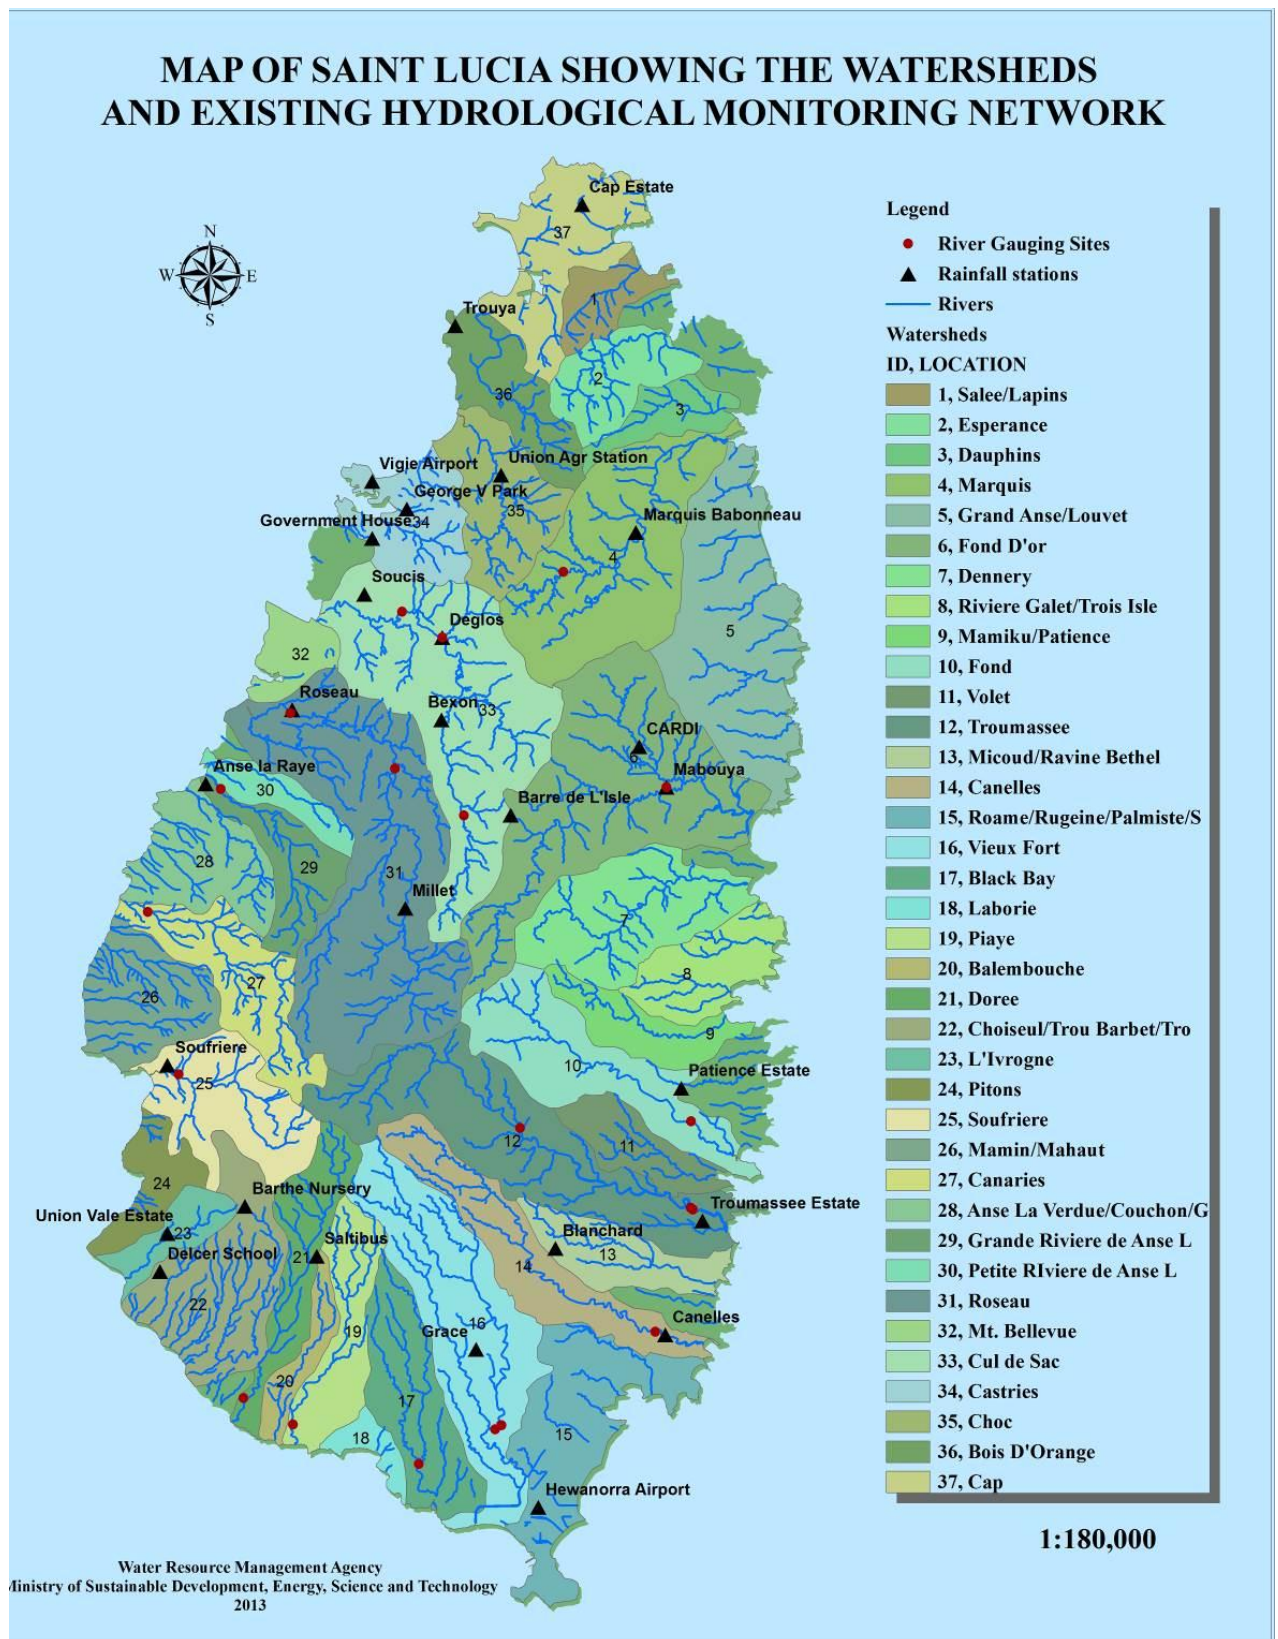 MAP OF SAINT LUCIA SHOWING THE WATERSHEDS
AND EXISTING HYDROLOGICAL MONITORING NETWORK
N
W E
S
Cap Estate
37
1
Trouya
2
36
3
Vigie Airport
Union Agr Station
George V Park
Government House
34
35
Marquis Babonneau
4
Soucis
Deglos
5
32
Roseau
Bexon
33
CARDI
6
Mabouya
Anse la Raye
30
Barre de L'Isle
28
29
31
Millet
7
8
27
26
9
Soufriere
25
10
Patience Estate
12
11
24
Barthe Nursery
Troumassee Estate
Union Vale Estate
23
Saltibus
Blanchard
Delcer School
21
13
14
22
Canelles
19
Grace
16
20
17
18
15
Hewanorra Airport
Legend
River Gauging Sites
Rainfall stations
Rivers
Watersheds
ID, LOCATION
1, Salee/Lapins
2, Esperance
3, Dauphins
4, Marquis
5, Grand Anse/Louvet
6, Fond D'or
7, Dennery
8, Riviere Galet/Trois Isle
9, Mamiku/Patience
10, Fond
11, Volet
12, Troumassee
13, Micoud/Ravine Bethel
14, Canelles
15, Roame/Rugeine/Palmiste/S
16, Vieux Fort
17, Black Bay
18, Laborie
19, Piaye
20, Balembouche
21, Doree
22, Choiseul/Trou Barbet/Tro
23, L'Ivrogne
24, Pitons
25, Soufriere
26, Mamin/Mahaut
27, Canaries
28, Anse La Verdue/Couchon/G
29, Grande Riviere de Anse L
30, Petite RIviere de Anse L
31, Roseau
32, Mt. Bellevue
33, Cul de Sac
34, Castries
35, Choc
36, Bois D'Orange
37, Cap
1:180,000
Water Resource Management Agency
Ministry of Sustainable Development, Energy, Science and Technology
2013